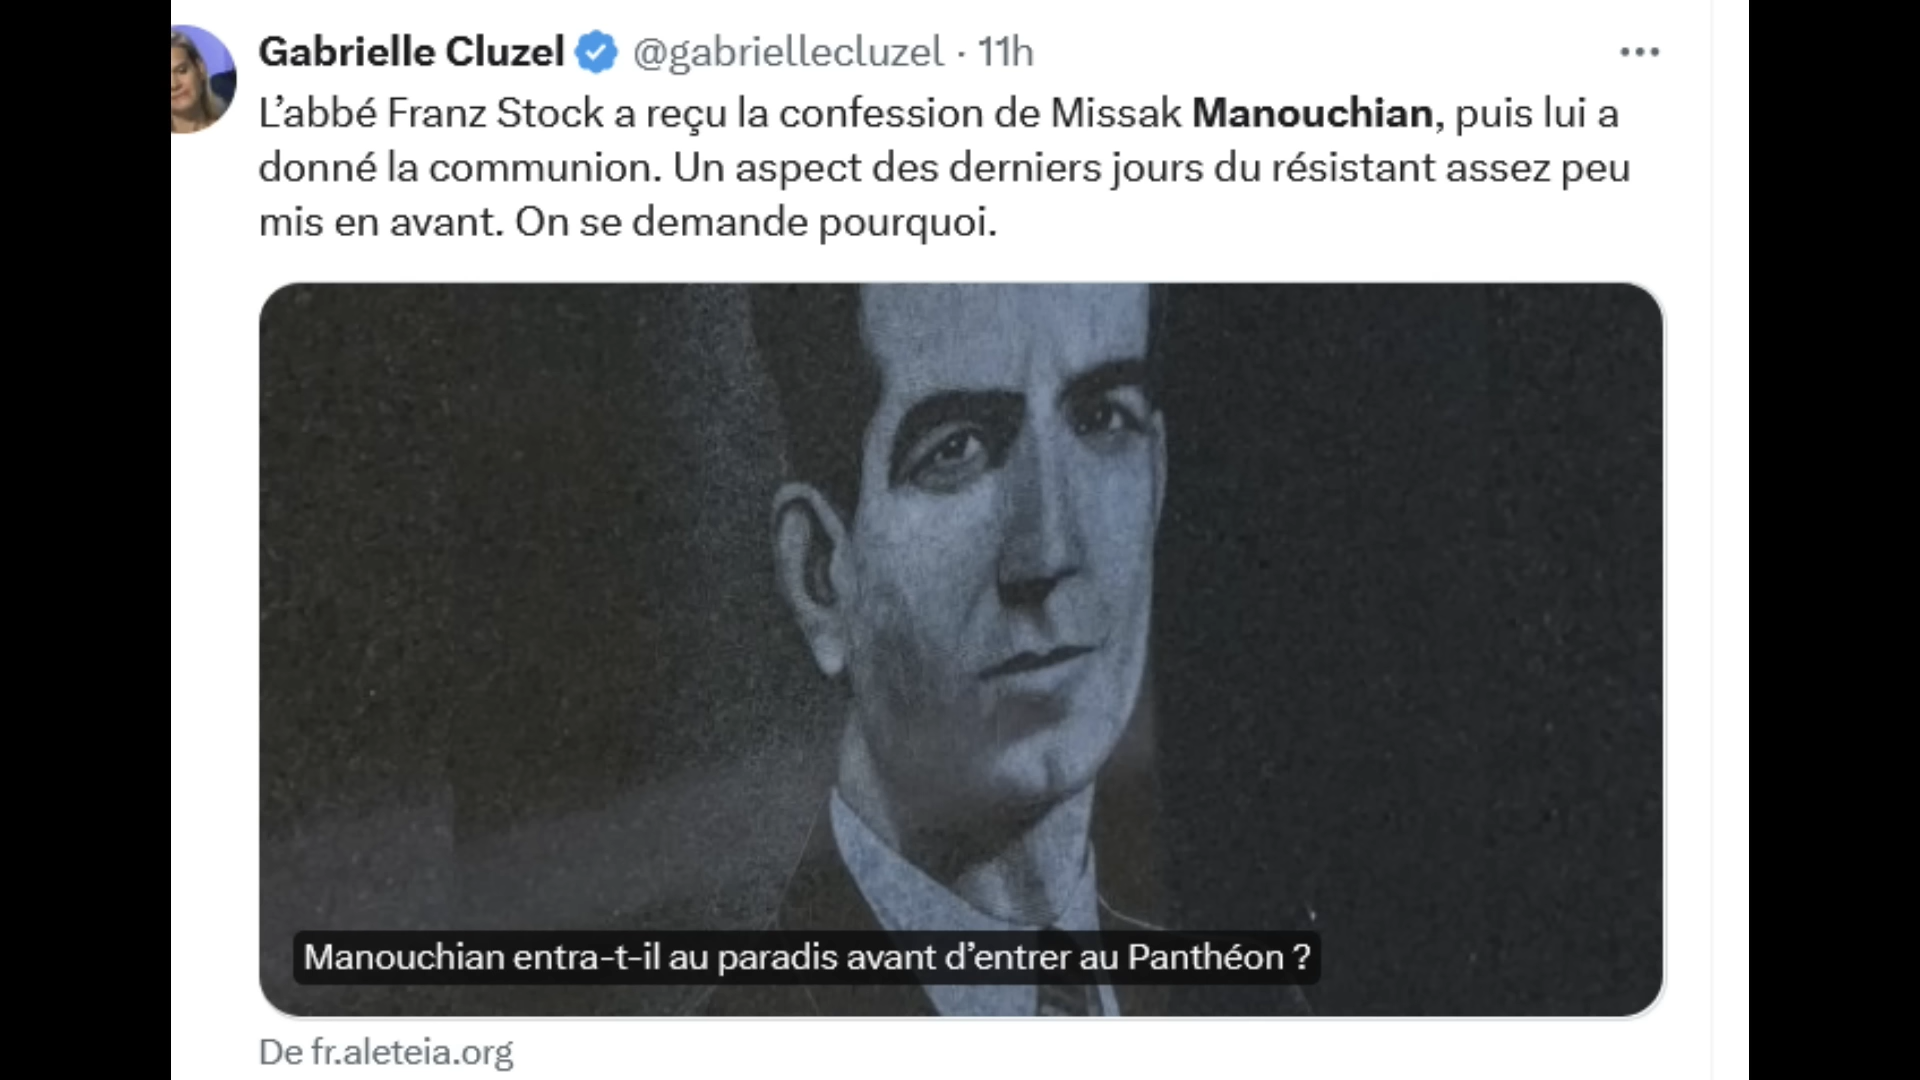 Gabrielle Cluzel @gabriellecluzel · 11h
L’abbé Franz Stock a reçu la confession de Missak Manouchian, puis lui a
donné la communion. Un aspect des derniers jours du résistant assez peu
mis en avant. On se demande pourquoi.
Manouchian entra-t-il au paradis avant d’entrer au Panthéon ?
De fr.aleteia.org